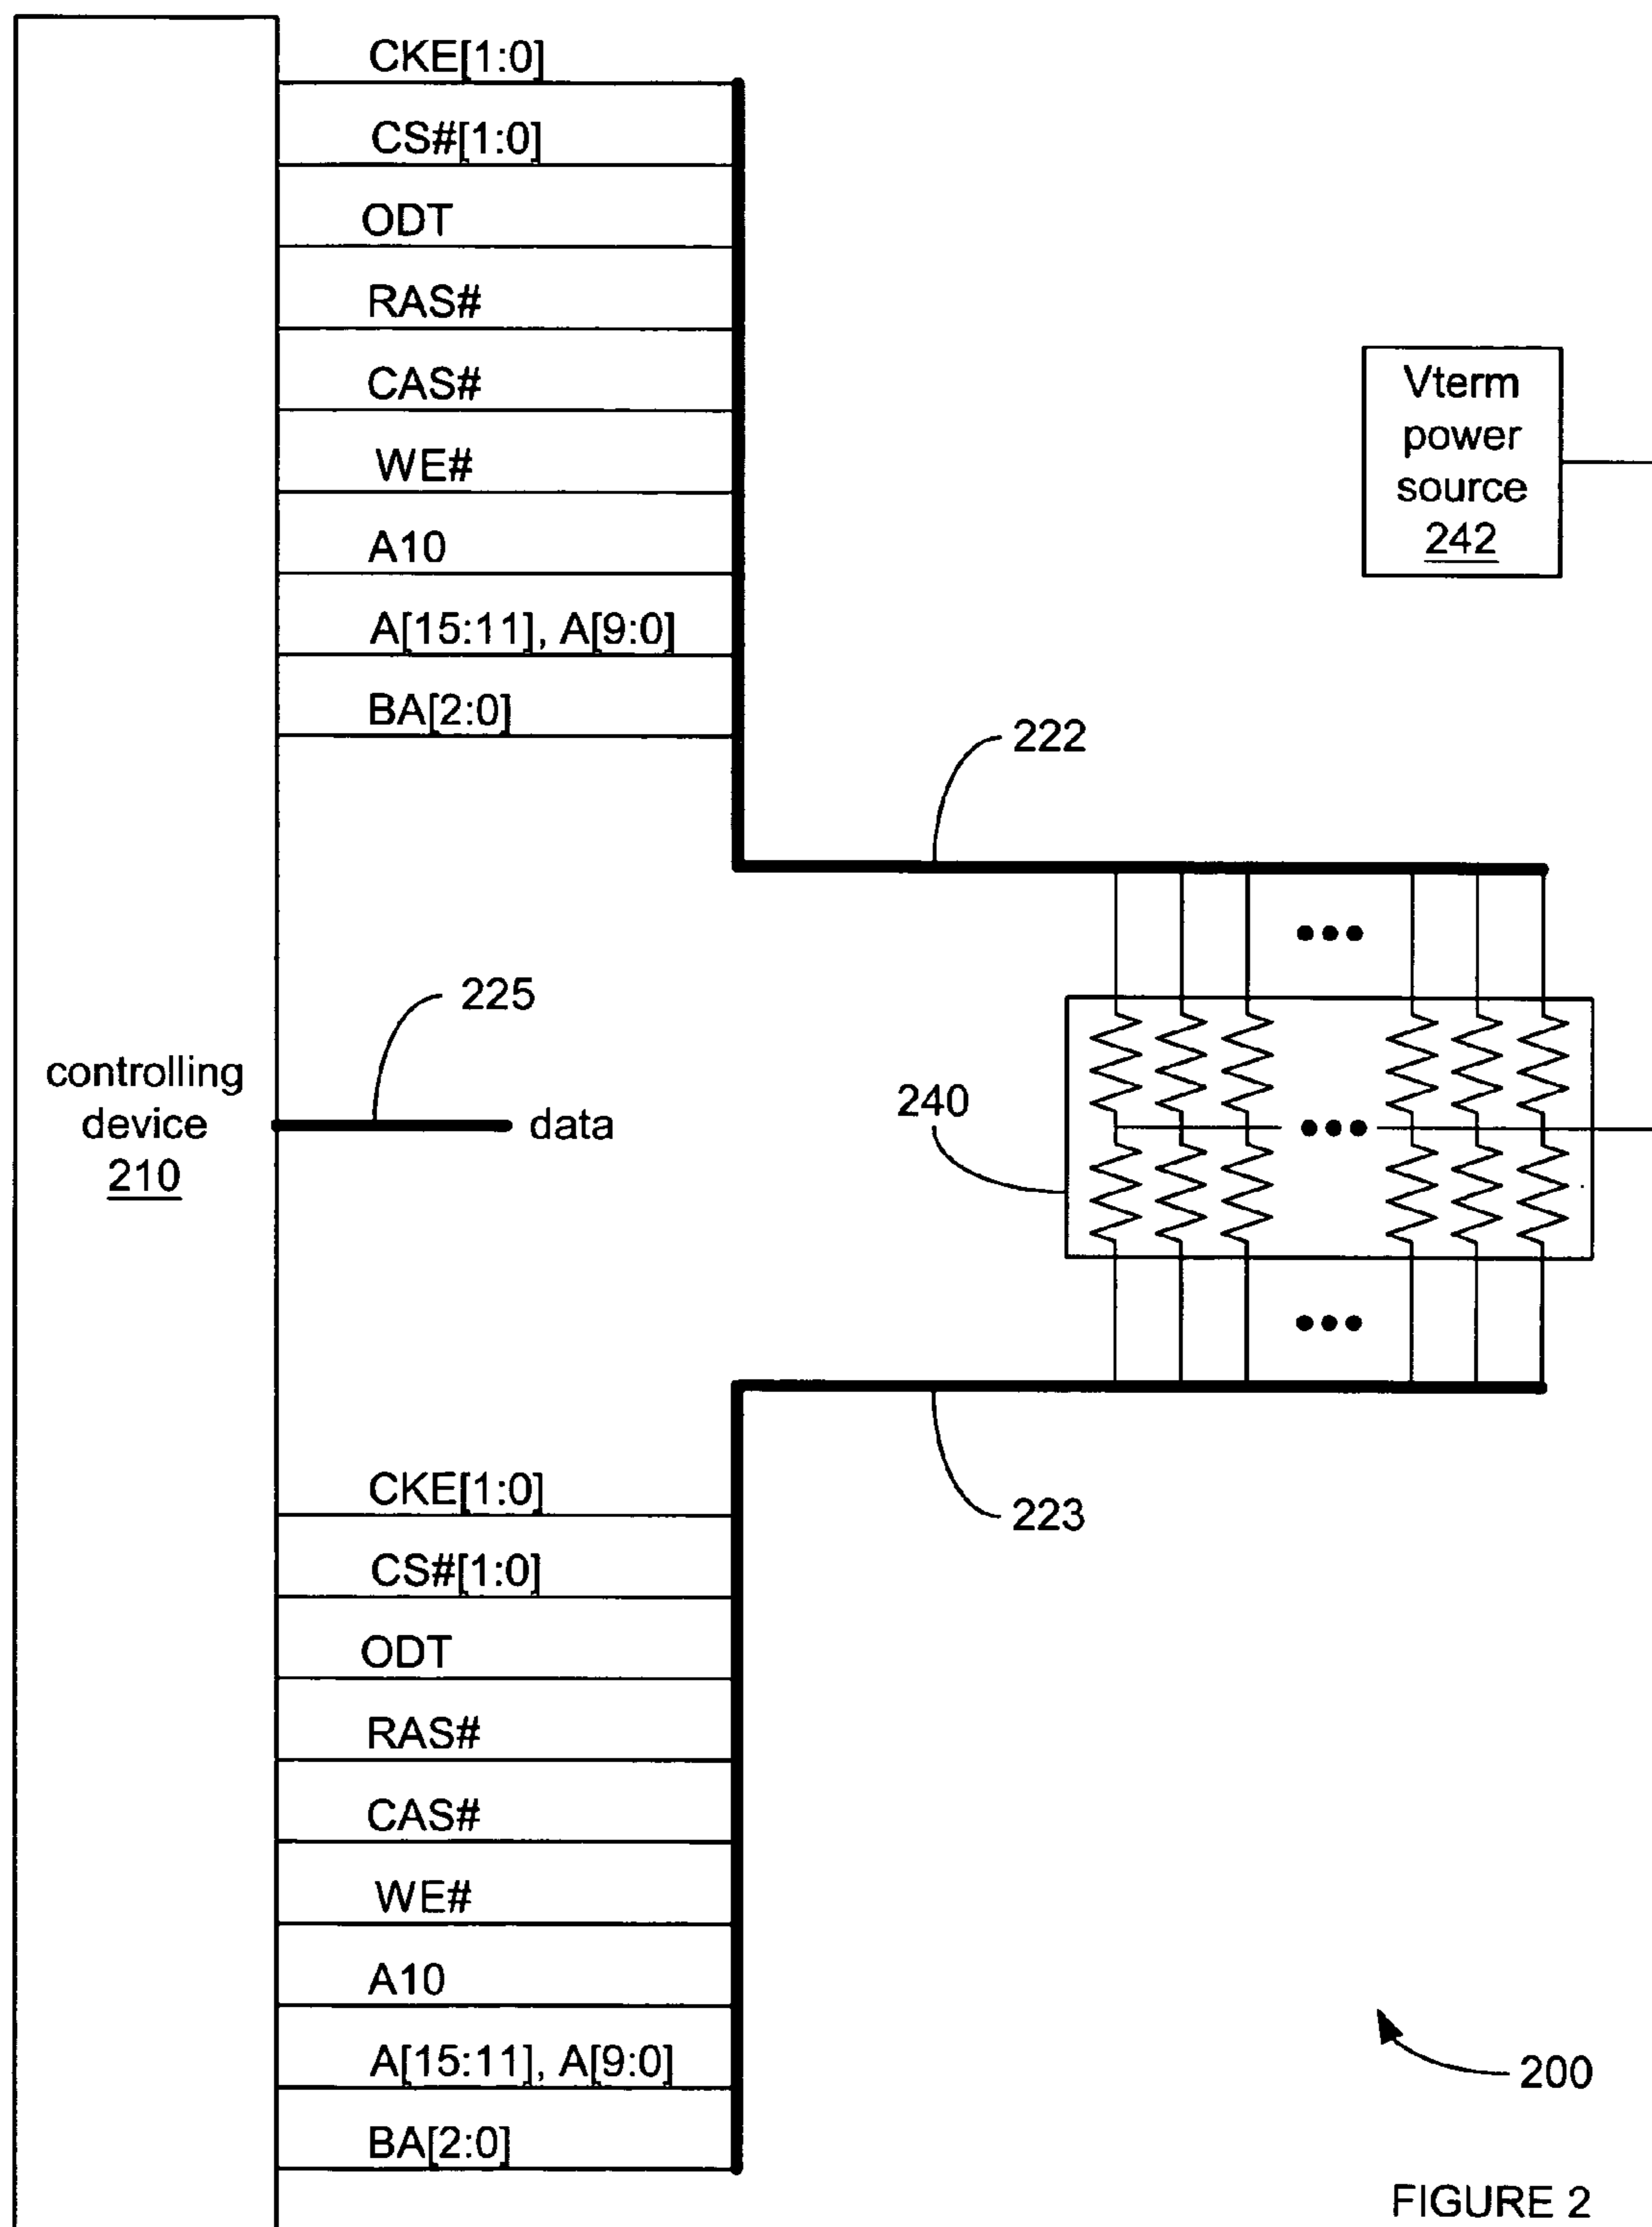 CKE[1:0]
CS#[1:0]
ODT
RAS#
CAS#
WE#
A10
A[15:11], A[9:0]
BA[2:0]
Vterm
power
source
242
222
225
controlling
device
210
data
240
223
CKE[1:0]
CS#[1:0]
ODT
RAS#
CAS#
WE#
A10
A[15:11], A[9:0]
BA[2:0]
200
FIGURE 2